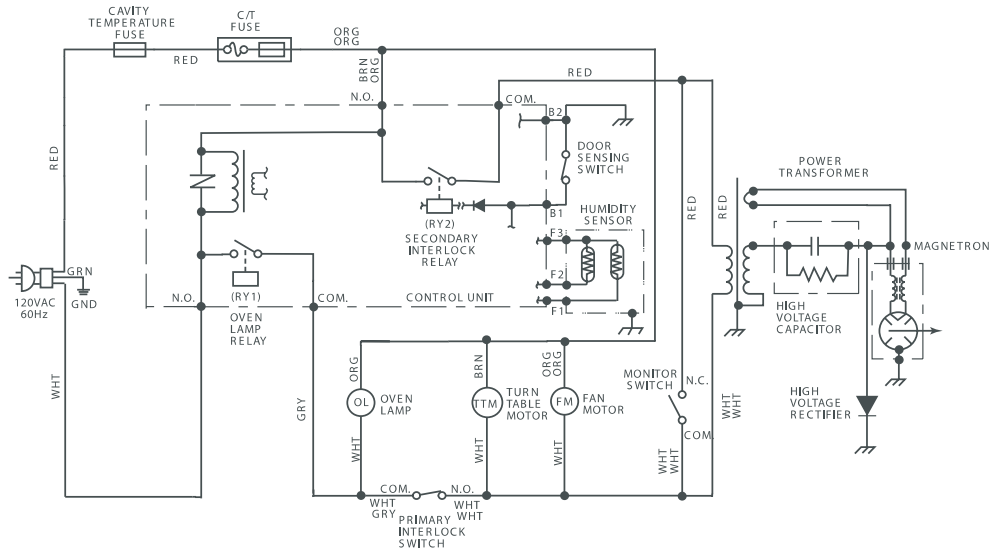 CAVITY
TEMPERATURE
FUSE
C/T
FUSE
ORG
ORG
RED
BRN
ORG
RED
N.O.
COM.
B2
DOOR
SENSING
SWITCH
POWER
TRANSFORMER
RED
RED
RED
B1
HUMIDITY
SENSOR
(RY2)
SECONDARY
INTERLOCK
RELAY
F3
F2
F1
MAGNETRON
GRN
GND
120VAC
60Hz
(RY1)
N.O.
COM.
CONTROL UNIT
OVEN
LAMP
RELAY
HIGH
VOLTAGE
CAPACITOR
WHT
GRY
ORG
BRN
ORG
ORG
MONITOR
SWITCH
N.C.
OL
OVEN
LAMP
TTM
TURN
TABLE
MOTOR
FM
FAN
MOTOR
HIGH
VOLTAGE
RECTIFIER
WHT
WHT
WHT
WHT
WHT
COM.
WHT
WHT
COM.
N.O.
WHT
GRY
WHT
WHT
PRIMARY
INTERLOCK
SWITCH